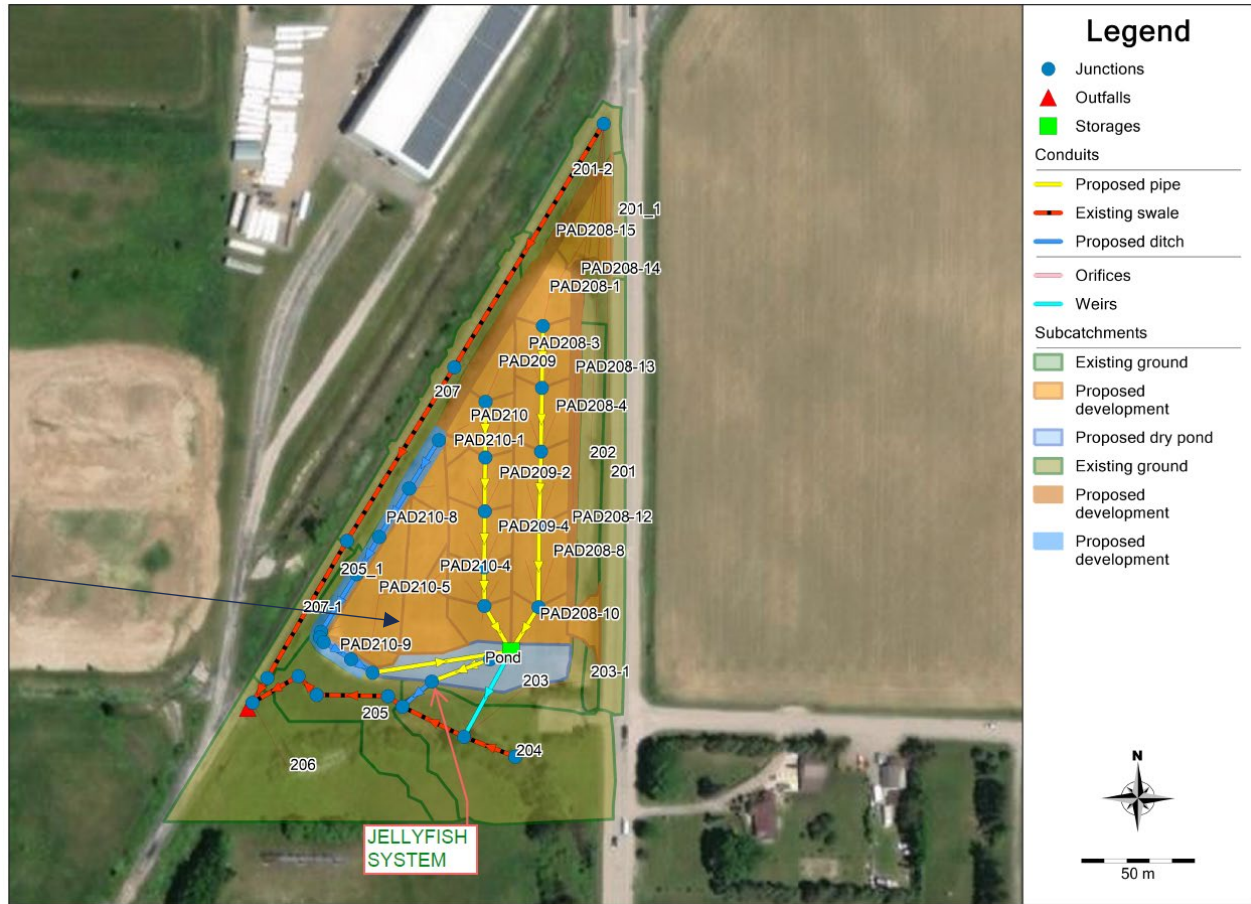 201-2
201_1
PAD208-15
PAD208-14
PAD208-1
PAD208-3
PAD209
PAD208-13
207
PAD210
PAD208-4
PAD210-1
202
PAD209-2
201
PAD210-8
PAD209-4
PAD208-12
PAD208-8
205_1
PAD210-4
PAD210-5
207-1
PAD208-10
PAD210-9
Pond
203
203-1
205
204
206
JELLYFISH
SYSTEM
Legend
Junctions
Outfalls
Storages
Conduits
Proposed pipe
Existing swale
Proposed ditch
Orifices
Weirs
Subcatchments
Existing ground
Proposed
development
Proposed dry pond
Existing ground
Proposed
development
Proposed
development
N
50 m